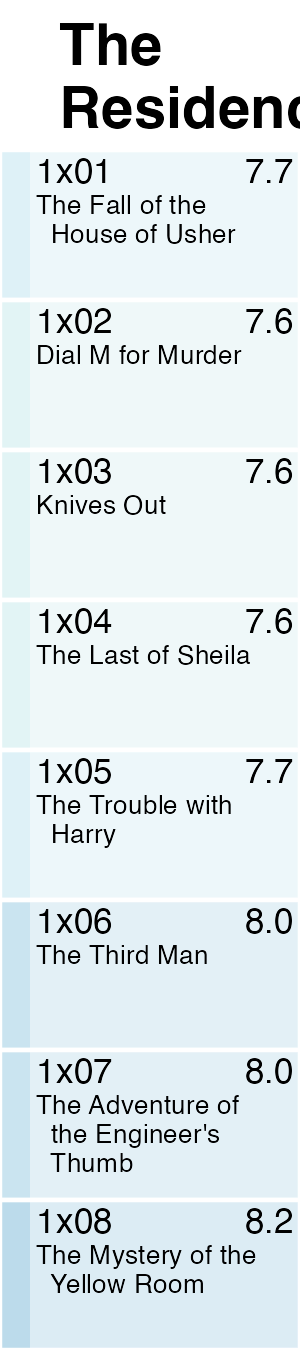 The
Residenc
1x01 7.7
The Fall of the
House of Usher
1x02 7.6
Dial M for Murder
1x03 7.6
Knives Out
1x04 7.6
The Last of Sheila
1x05 7.7
The Trouble with
Harry
1x06 8.0
The Third Man
1x07 8.0
The Adventure of
the Engineer's
Thumb
1x08 8.2
The Mystery of the
Yellow Room